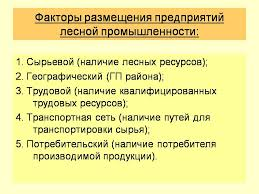 Факторы размещения предприятий
лесной промышленности:
1. Сырьевой (наличие лесных ресурсов);
2. Географический (ГП района);
3. Трудовой (наличие квалифицированных
трудовых ресурсов);
4. Транспортная сеть (наличие путей для
транспортировки сырья);
5. Потребительский (наличие потребителя
производимой продукции).